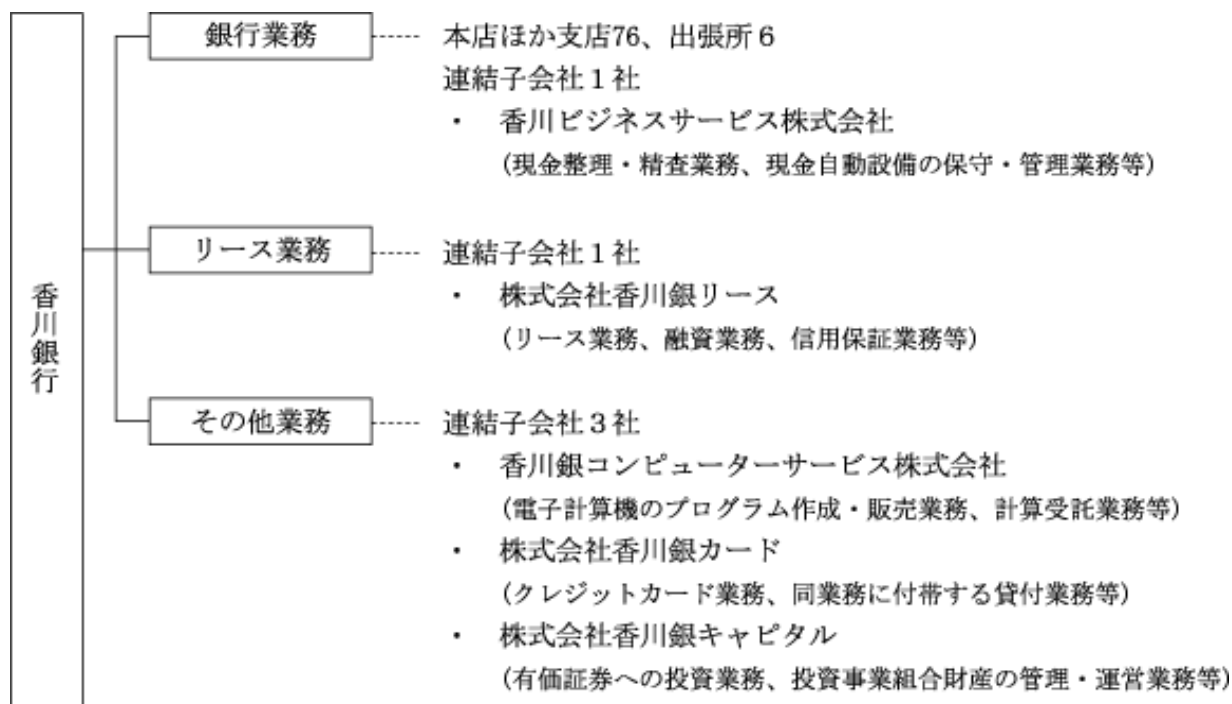 香川銀行
銀行業務
本店ほか支店76、出張所6
連結子会社1社
・ 香川ビジネスサービス株式会社
(現金整理・精査業務、現金自動設備の保守・管理業務等)
リース業務
連結子会社1社
・ 株式会社香川銀リース
(リース業務、融資業務、信用保証業務等)
その他業務
連結子会社3社
・ 香川銀コンピューターサービス株式会社
(電子計算機のプログラム作成・販売業務、計算受託業務等)
・ 株式会社香川銀カード
(クレジットカード業務、同業務に付帯する貸付業務等)
・ 株式会社香川銀キャピタル
(有価証券への投資業務、投資事業組合財産の管理・運営業務等)